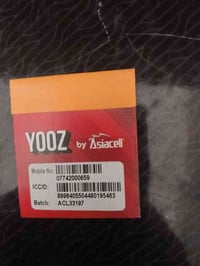 YOOZ by Asiacell
Mobile No: 07742000659
ICCID: 8996405504480195463
Batch: ACL33197